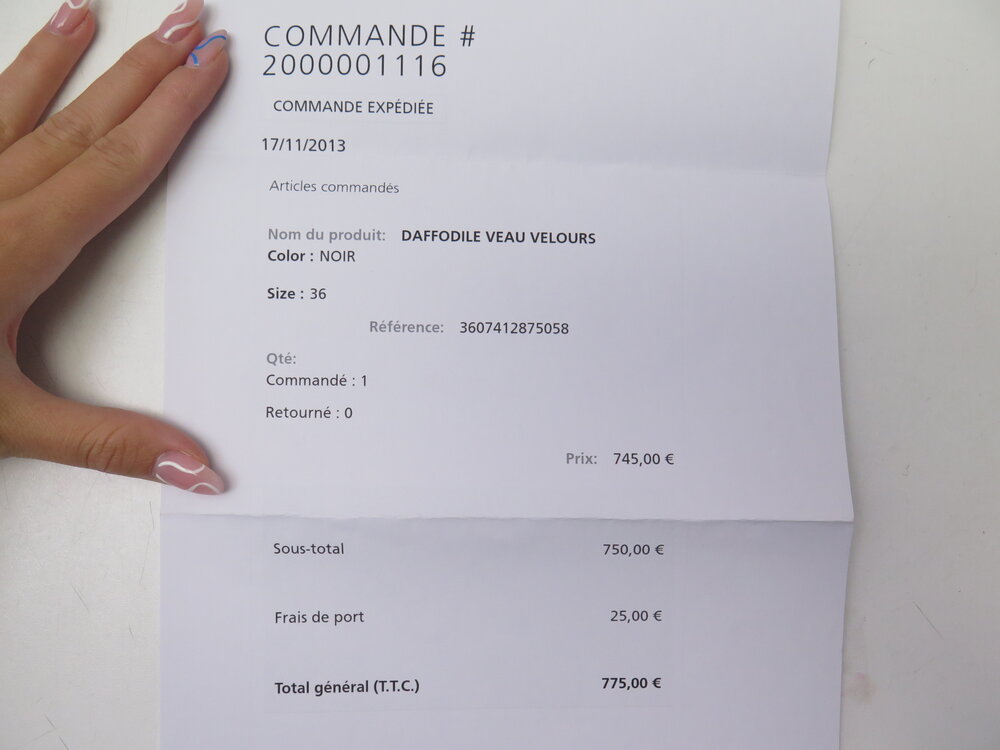 COMMANDE #
2000001116
COMMANDE EXPÉDIÉE
17/11/2013
Articles commandés
Nom du produit: DAFFODILE VEAU VELOURS
Color : NOIR
Size : 36
Référence: 3607412875058
Qté:
Commandé : 1
Retourné : 0
Prix: 745,00 €
Sous-total 750,00 €
Frais de port 25,00 €
Total général (T.T.C.) 775,00 €